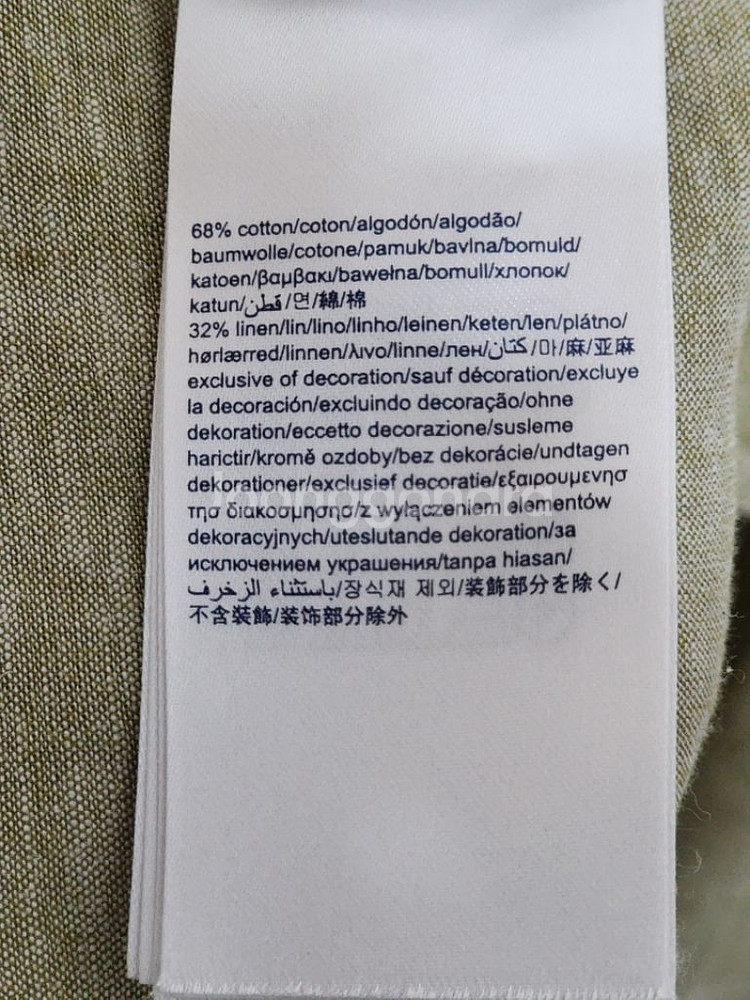 68% cotton/coton/algodón/algodão/
baumwolle/cotone/pamuk/bavlna/bomuld/
katoen/βαμβακι/bawełna/bomull/хлопок/
katun/قطن/면/綿/棉
32% linen/lin/lino/linho/leinen/keten/len/plátno/
hørlærred/linnen/λινο/linne/лен/كتان/마/麻/亚麻
exclusive of decoration/sauf décoration/excluye
la decoración/excluindo decoração/ohne
dekoration/eccetto decorazione/susleme
harictir/kromě ozdoby/bez dekorácie/undtagen
dekorationer/exclusief decoratie/εξαιρουμενησ
τησ διακοσμησησ/z wyłączeniem elementów
dekoracyjnych/uteslutande dekoration/за
исключением украшения/tanpa hiasan/
باستثناء الزخرف/장식재 제외/装飾部分を除く/
不含裝飾/装饰部分除外